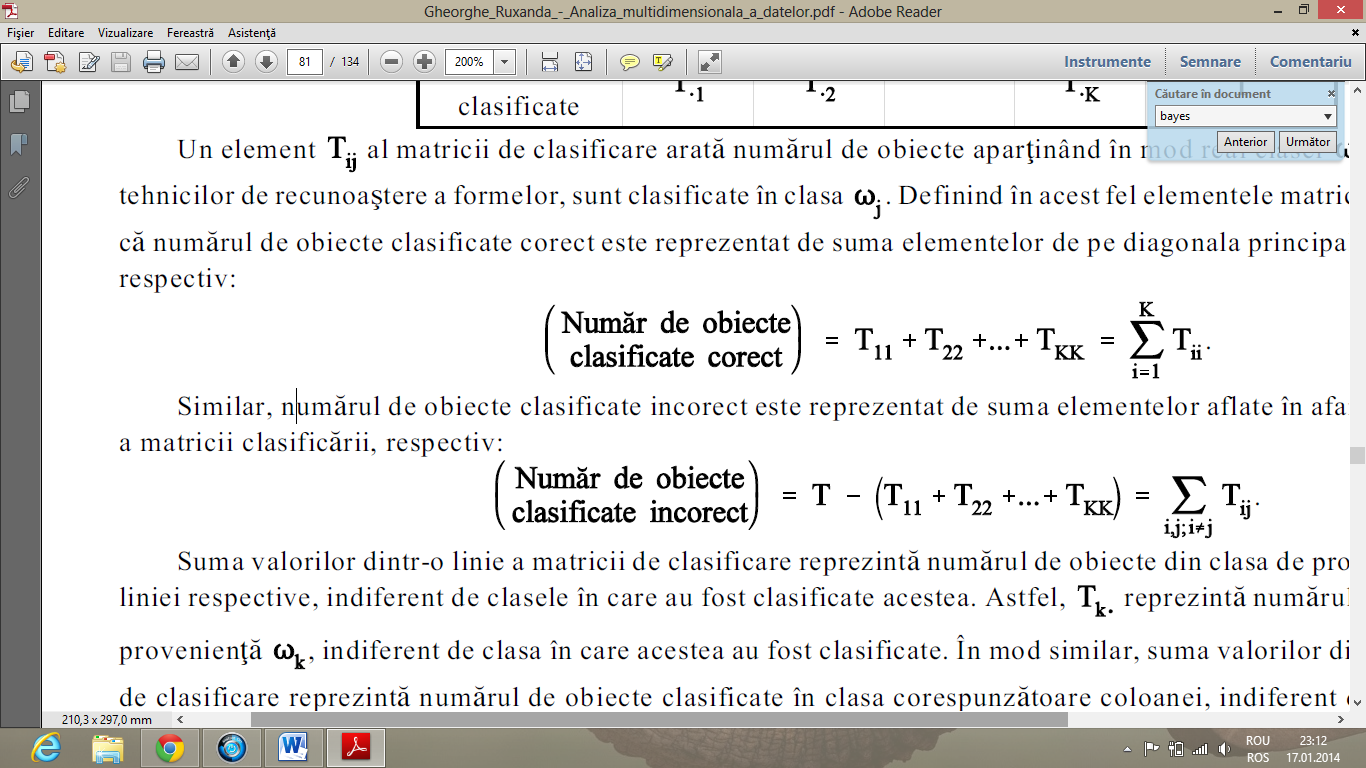 Gheorghe_Ruxanda_-_Analiza_multidimensionala_a_datelor.pdf - Adobe Reader
Fişier Editare Vizualizare Fereastră Asistenţă
81 / 134 200% Instrumente Semnare Comentariu
Căutare în document
bayes
Anterior Următor
clasificate T.1 T.2 T.K
Un element Tij al matricii de clasificare arată numărul de obiecte aparţinând în mod real clasei
tehnicilor de recunoaştere a formelor, sunt clasificate în clasa ωj. Definind în acest fel elementele matric
că numărul de obiecte clasificate corect este reprezentat de suma elementelor de pe diagonala principa
respectiv:
(Număr de obiecte
clasificate corect) = T11 + T22 +...+ TKK = ∑i=1K Tii.
Similar, numărul de obiecte clasificate incorect este reprezentat de suma elementelor aflate în afa
a matricii clasificării, respectiv:
(Număr de obiecte
clasificate incorect) = T − (T11 + T22 +...+ TKK) = ∑i,j;i≠j Tij.
Suma valorilor dintr-o linie a matricii de clasificare reprezintă numărul de obiecte din clasa de pro
liniei respective, indiferent de clasele în care au fost clasificate acestea. Astfel, Tk. reprezintă numărul
provenienţă ωk, indiferent de clasa în care acestea au fost clasificate. În mod similar, suma valorilor di
de clasificare reprezintă numărul de obiecte clasificate în clasa corespunzătoare coloanei, indiferent
210,3 x 297,0 mm
ROU 23:12
ROS 17.01.2014